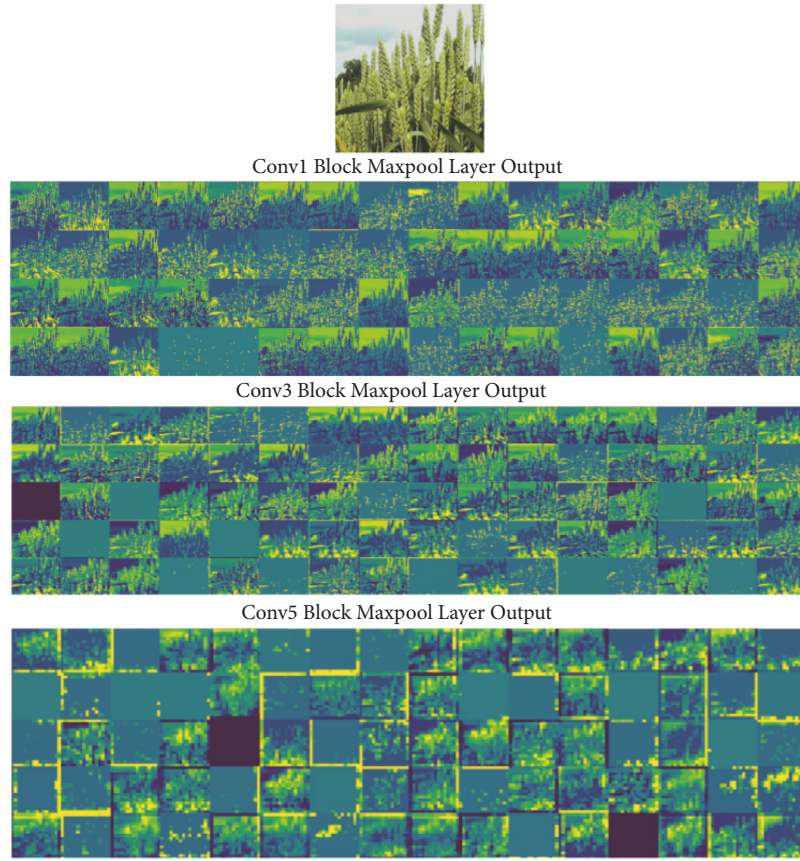 Conv1 Block Maxpool Layer Output
Conv3 Block Maxpool Layer Output
Conv5 Block Maxpool Layer Output